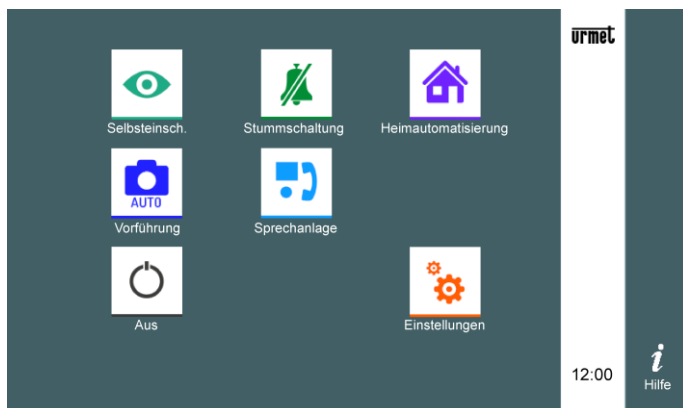 urmet
Selbsteinsch.
Stummschaltung
Heimautomatisierung
AUTO
Vorführung
Sprechanlage
Aus
Einstellungen
12:00
i
Hilfe